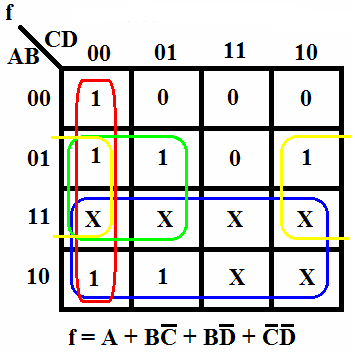 f
CD
AB 00 01 11 10
00 1 0 0 0
01 1 1 0 1
11 X X X X
10 1 1 X X
f = A + BC̅ + BD̅ + C̅D̅